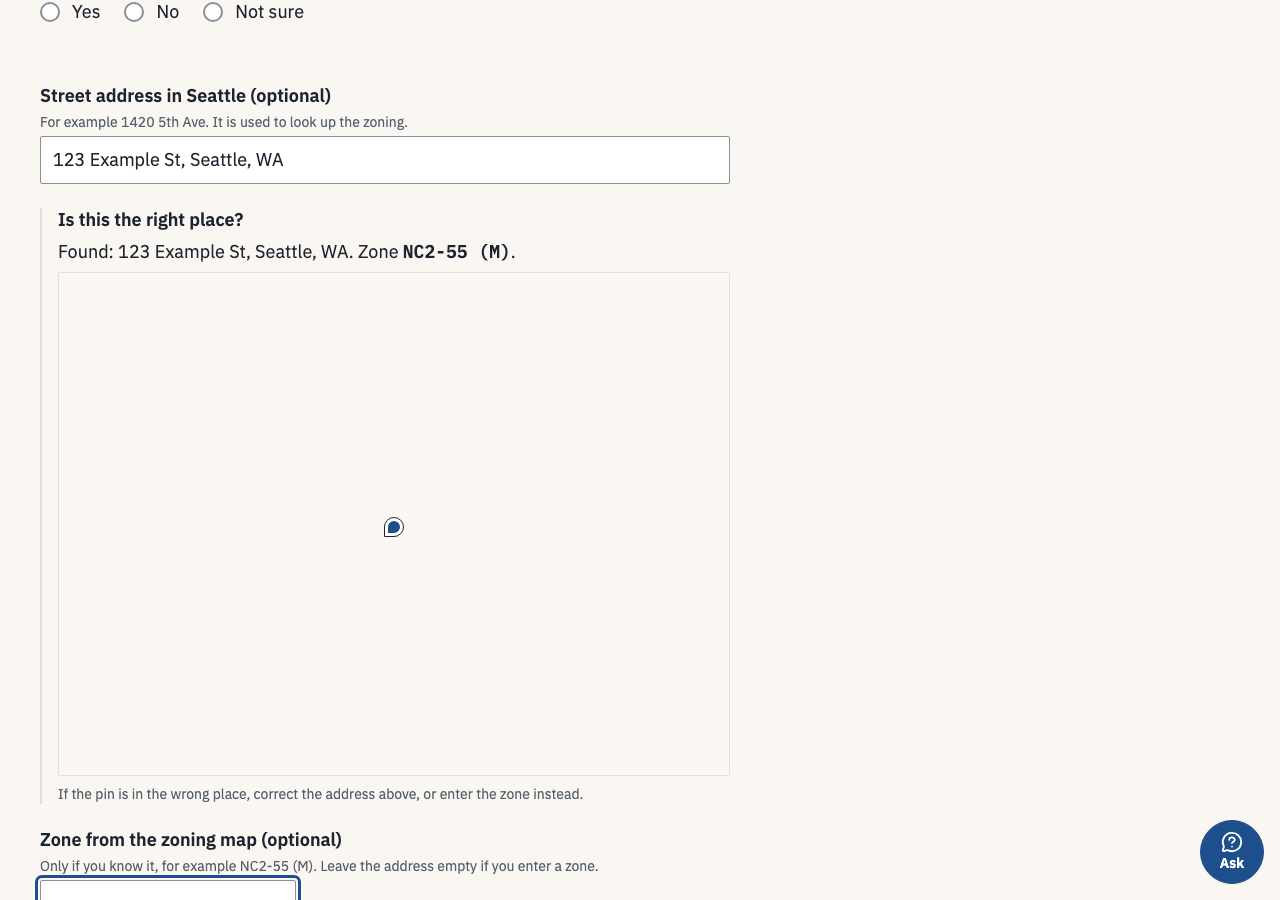 Yes No Not sure
Street address in Seattle (optional)
For example 1420 5th Ave. It is used to look up the zoning.
123 Example St, Seattle, WA
Is this the right place?
Found: 123 Example St, Seattle, WA. Zone NC2-55 (M).
If the pin is in the wrong place, correct the address above, or enter the zone instead.
Zone from the zoning map (optional)
Only if you know it, for example NC2-55 (M). Leave the address empty if you enter a zone.
Ask